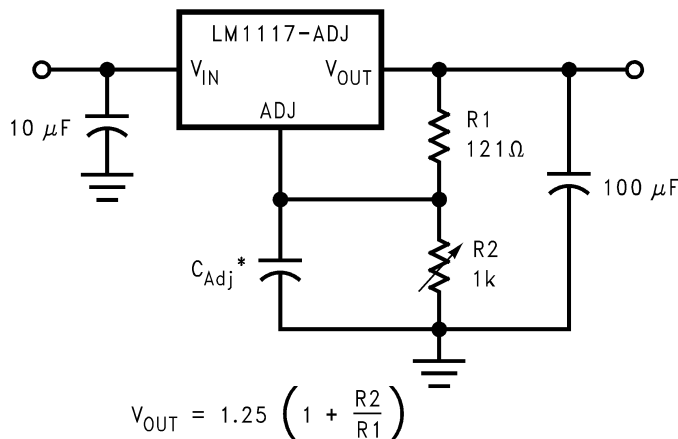 LM1117-ADJ
VIN
VOUT
ADJ
10 µF
R1
121Ω
100 µF
CAdj*
R2
1k
VOUT = 1.25 (1 + R2/R1)